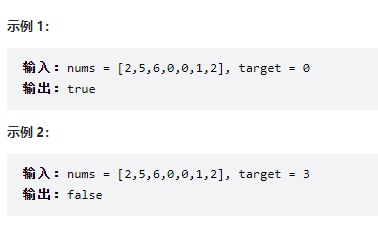 示例 1：
输入：nums = [2,5,6,0,0,1,2], target = 0
输出：true
示例 2：
输入：nums = [2,5,6,0,0,1,2], target = 3
输出：false